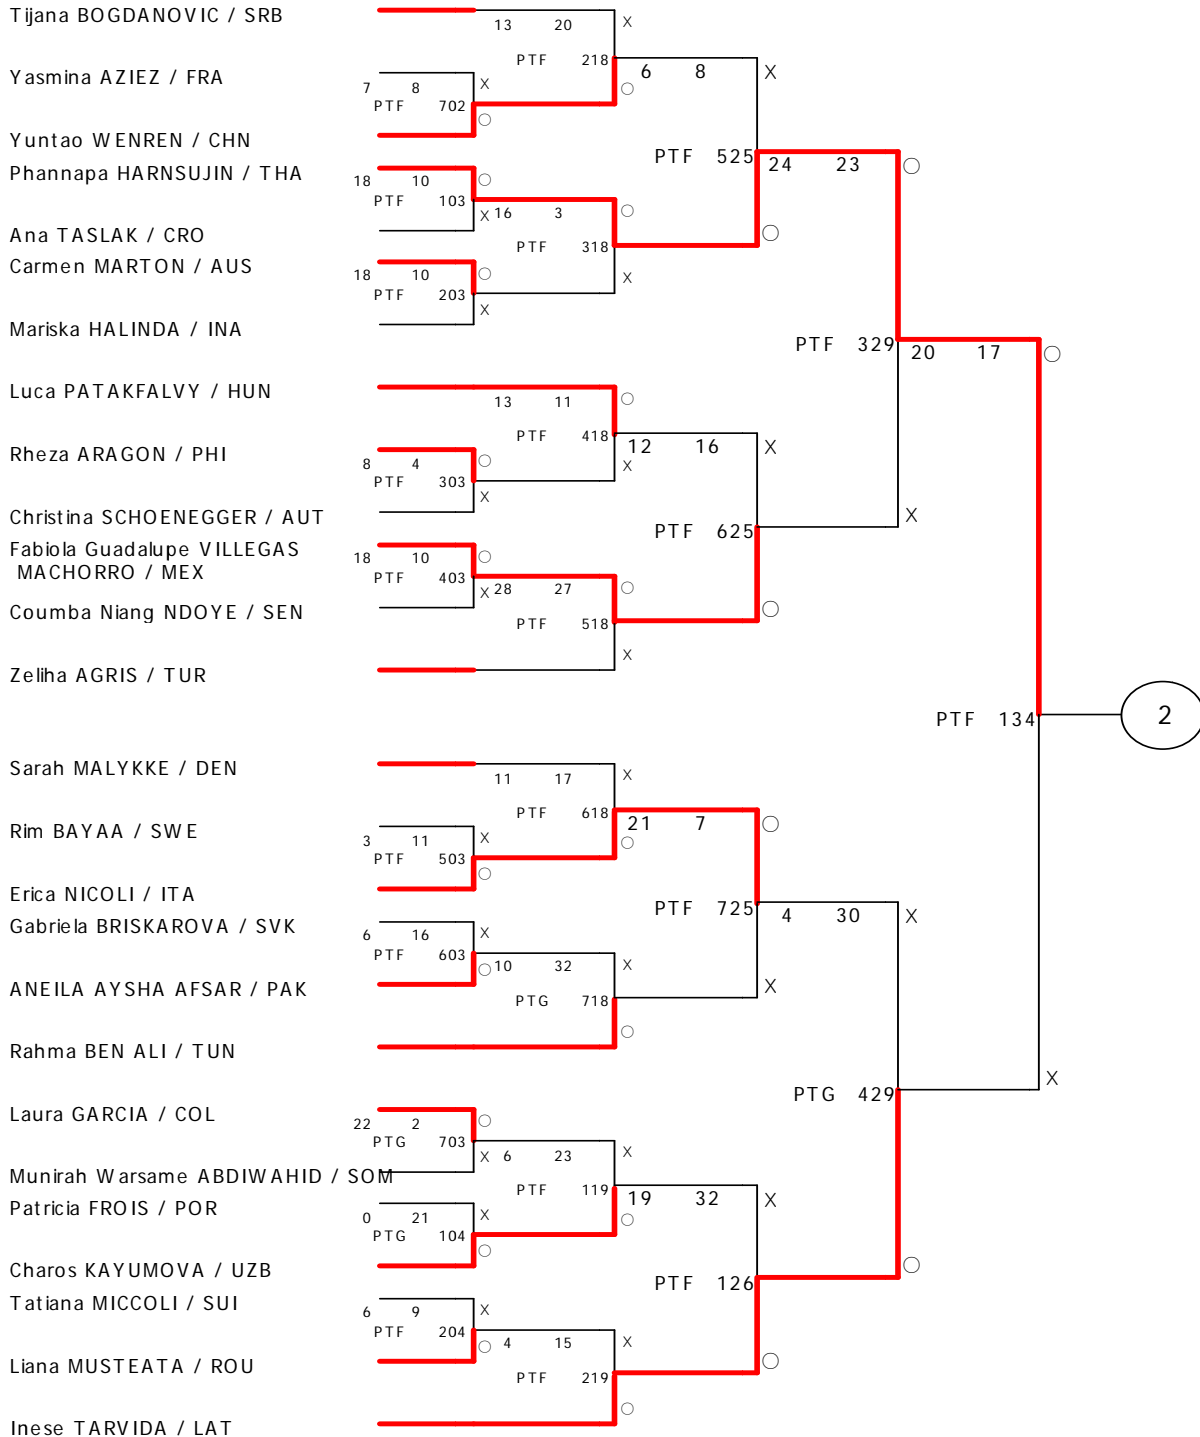 Tijana BOGDANOVIC / SRB
X
13 20
PTF 218
6 8 X
Yasmina AZIEZ / FRA
7 8 X
PTF 702
Yuntao WENREN / CHN
PTF 525
24 23
Phannapa HARNSUJIN / THA
18 10
PTF 103
X 16 3
Ana TASLAK / CRO
PTF 318
Carmen MARTON / AUS
18 10
X
PTF 203
X
Mariska HALINDA / INA
PTF 329
20 17
Luca PATAKFALVY / HUN
13 11
PTF 418
12 16 X
Rheza ARAGON / PHI
8 4
X
PTF 303
X
Christina SCHOENEGGER / AUT
X
PTF 625
Fabiola Guadalupe VILLEGAS
MACHORRO / MEX
18 10
PTF 403
X 28 27
Coumba Niang NDOYE / SEN
PTF 518
X
Zeliha AGRIS / TUR
PTF 134
2
Sarah MALYKKE / DEN
11 17 X
PTF 618
21 7
Rim BAYAA / SWE
3 11 X
PTF 503
Erica NICOLI / ITA
PTF 725
4 30 X
Gabriela BRISKAROVA / SVK
6 16 X
PTF 603
10 32 X
ANEILA AYSHA AFSAR / PAK
X
PTG 718
Rahma BEN ALI / TUN
X
PTG 429
Laura GARCIA / COL
22 2
PTG 703
X 6 23 X
Munirah Warsame ABDIWAHID / SOM
PTF 119
19 32 X
Patricia FROIS / POR
0 21 X
PTG 104
Charos KAYUMOVA / UZB
PTF 126
Tatiana MICCOLI / SUI
6 9 X
PTF 204
4 15 X
Liana MUSTEATA / ROU
PTF 219
Inese TARVIDA / LAT